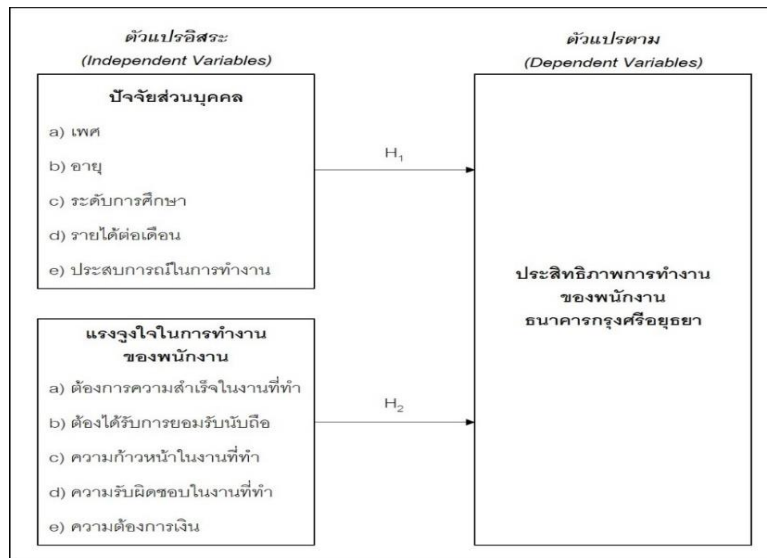 ตัวแปรอิสระ
(Independent Variables)
ปัจจัยส่วนบุคคล
a) เพศ
b) อายุ
c) ระดับการศึกษา
d) รายได้ต่อเดือน
e) ประสบการณ์ในการทำงาน
แรงจูงใจในการทำงาน
ของพนักงาน
a) ต้องการความสำเร็จในงานที่ทำ
b) ต้องได้รับการยอมรับนับถือ
c) ความก้าวหน้าในงานที่ทำ
d) ความรับผิดชอบในงานที่ทำ
e) ความต้องการเงิน
H₁
H₂
ตัวแปรตาม
(Dependent Variables)
ประสิทธิภาพการทำงาน
ของพนักงาน
ธนาคารกรุงศรีอยุธยา